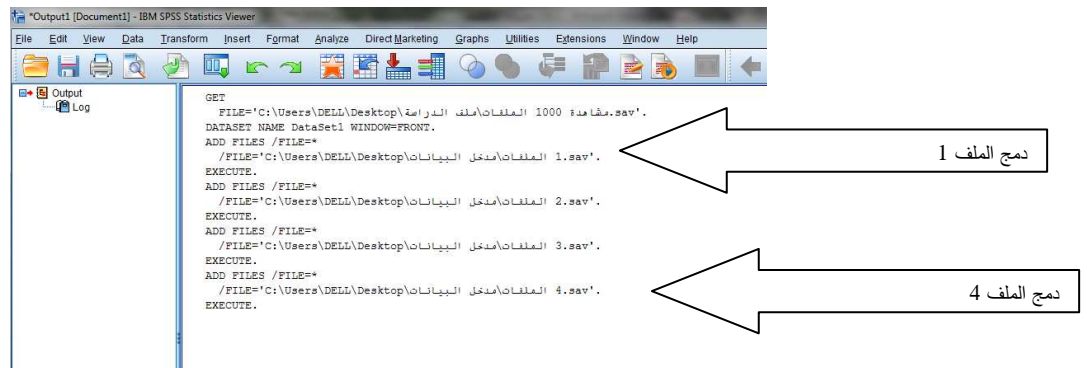 *Output1 [Document1] - IBM SPSS Statistics Viewer
File Edit View Data Transform Insert Format Analyze Direct Marketing Graphs Utilities Extensions Window Help
Output
Log
GET
FILE='C:\Users\DELL\Desktop\الملفات\ملف الدراسة 1000 مشاهدة.sav'.
DATASET NAME DataSet1 WINDOW=FRONT.
ADD FILES /FILE=*
/FILE='C:\Users\DELL\Desktop\الملفات\مدخل البيانات 1.sav'.
EXECUTE.
ADD FILES /FILE=*
/FILE='C:\Users\DELL\Desktop\الملفات\مدخل البيانات 2.sav'.
EXECUTE.
ADD FILES /FILE=*
/FILE='C:\Users\DELL\Desktop\الملفات\مدخل البيانات 3.sav'.
EXECUTE.
ADD FILES /FILE=*
/FILE='C:\Users\DELL\Desktop\الملفات\مدخل البيانات 4.sav'.
EXECUTE.
دمج الملف 1
دمج الملف 4